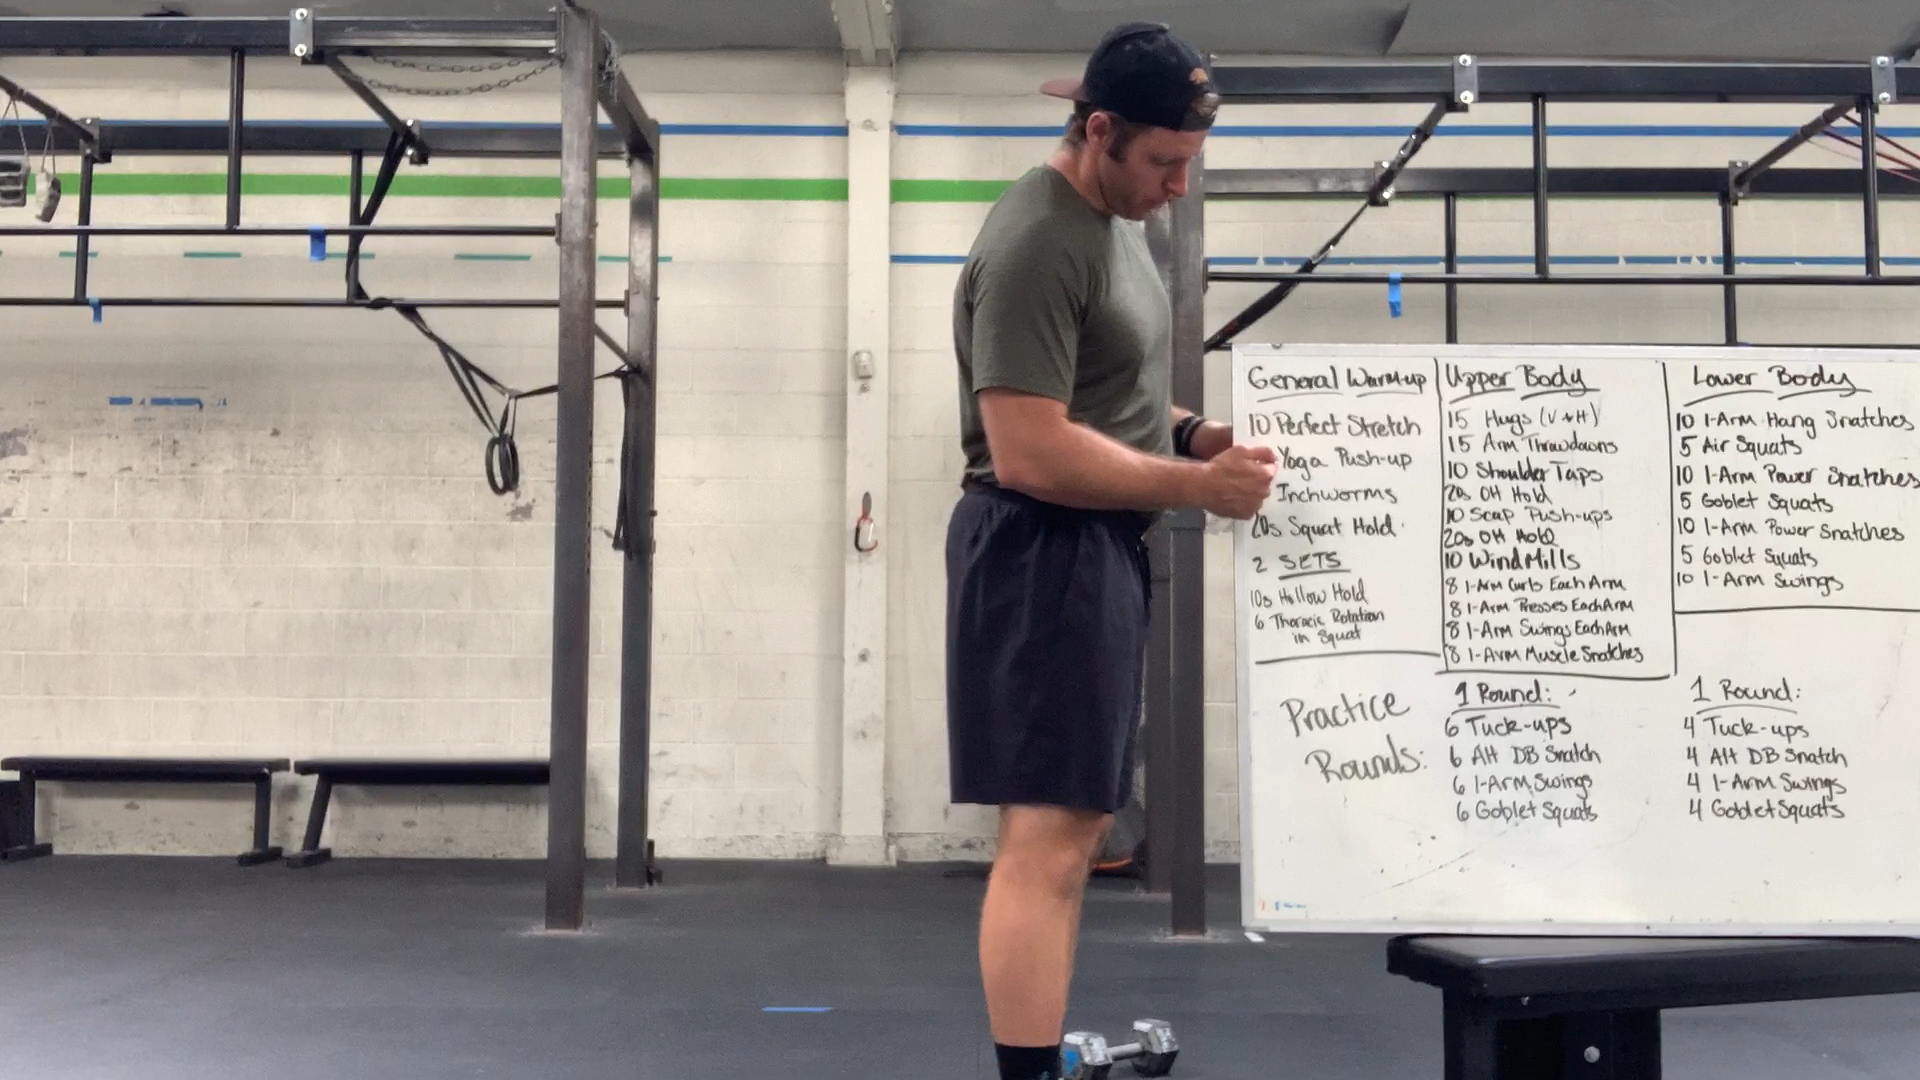 General Warm-up
10 Perfect Stretch
Yoga Push-up
Inchworms
20s Squat Hold
2 SETS
10s Hollow Hold
6 Thoracic Rotation
in Squat
Upper Body
15 Hugs (V+H)
15 Arm Throwdowns
10 Shoulder Taps
20s OH Hold
10 Scap Push-ups
20s OH Hold
10 WindMills
8 1-Arm Curls Each Arm
8 1-Arm Presses Each Arm
8 1-Arm Swings Each Arm
8 1-Arm Muscle Snatches
Lower Body
10 1-Arm Hang Snatches
5 Air Squats
10 1-Arm Power Snatches
5 Goblet Squats
10 1-Arm Power Snatches
5 Goblet Squats
10 1-Arm Swings
Practice
Rounds:
1 Round:
6 Tuck-ups
6 Alt DB Snatch
6 1-Arm Swings
6 Goblet Squats
1 Round:
4 Tuck-ups
4 Alt DB Snatch
4 1-Arm Swings
4 Goblet Squats